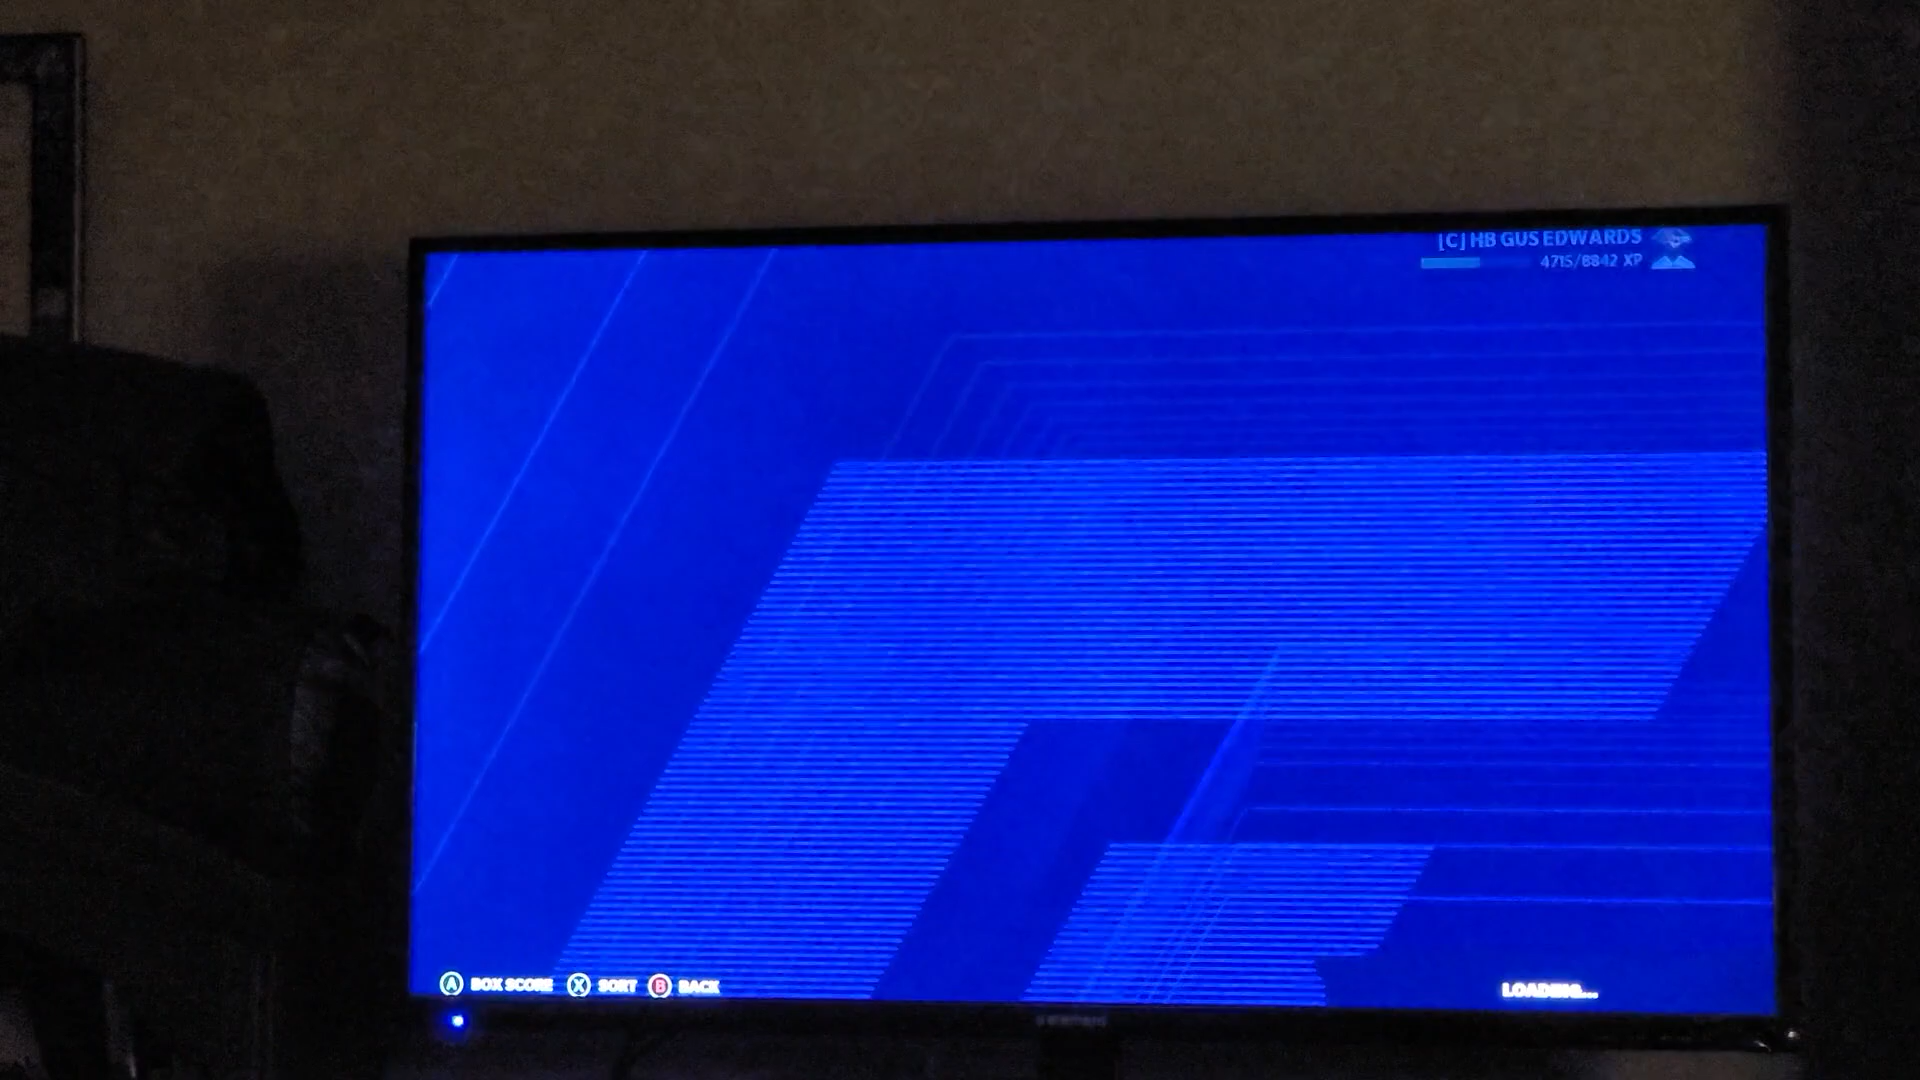 [C] HB GUS EDWARDS
4715/8842 XP
A BOX SCORE X SORT B BACK
LOADING...